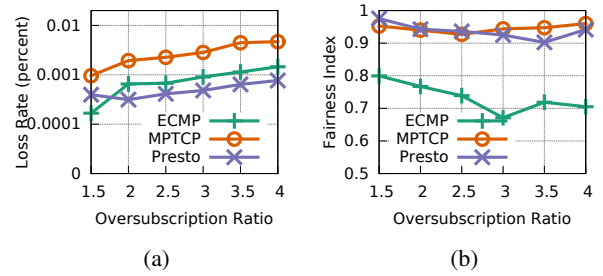 Loss Rate (percent)
0.01
0.001
0.0001
0
ECMP
MPTCP
Presto
1.5 2 2.5 3 3.5 4
Oversubscription Ratio
(a)
Fairness Index
1
0.9
0.8
0.7
0.6
0.5
ECMP
MPTCP
Presto
1.5 2 2.5 3 3.5 4
Oversubscription Ratio
(b)